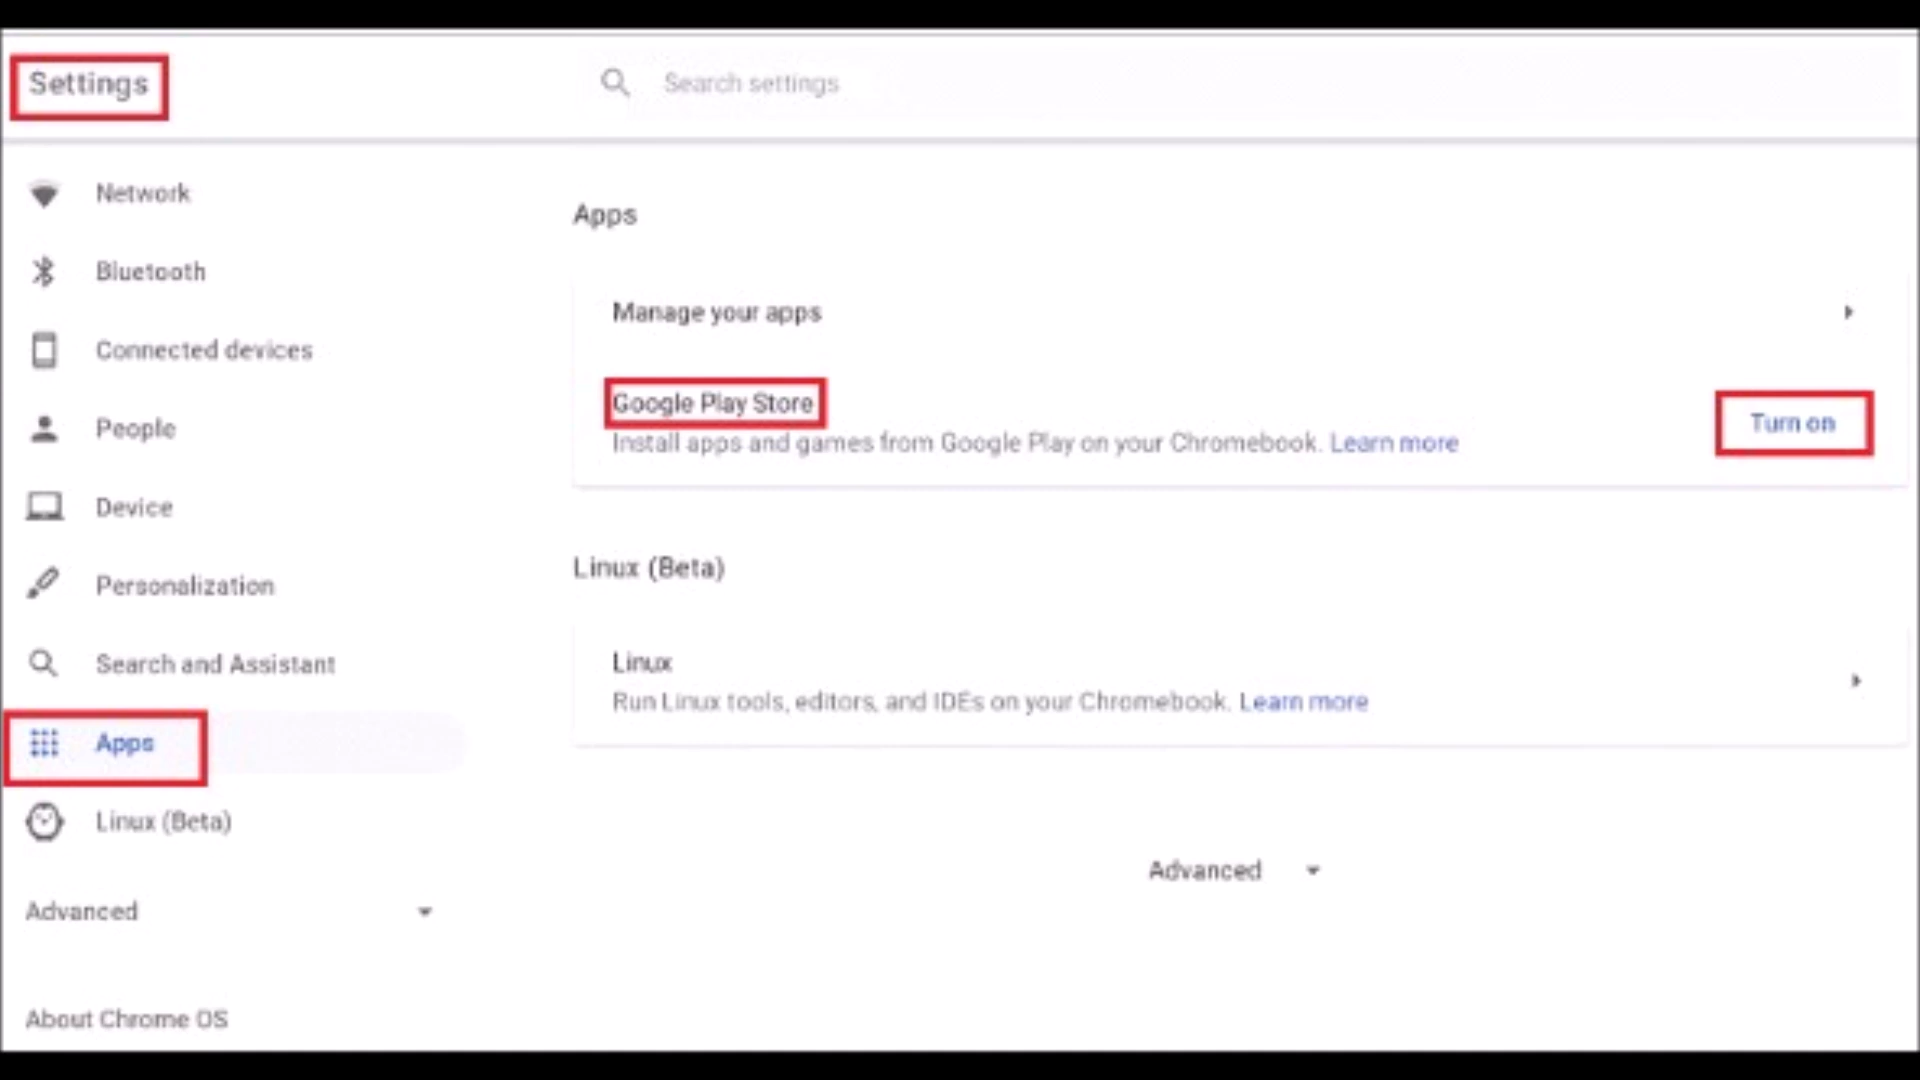 Settings
Search settings
Network
Bluetooth
Connected devices
People
Device
Personalization
Search and Assistant
Apps
Linux (Beta)
Advanced
About Chrome OS
Apps
Manage your apps
Google Play Store
Install apps and games from Google Play on your Chromebook. Learn more
Turn on
Linux (Beta)
Linux
Run Linux tools, editors, and IDEs on your Chromebook. Learn more
Advanced